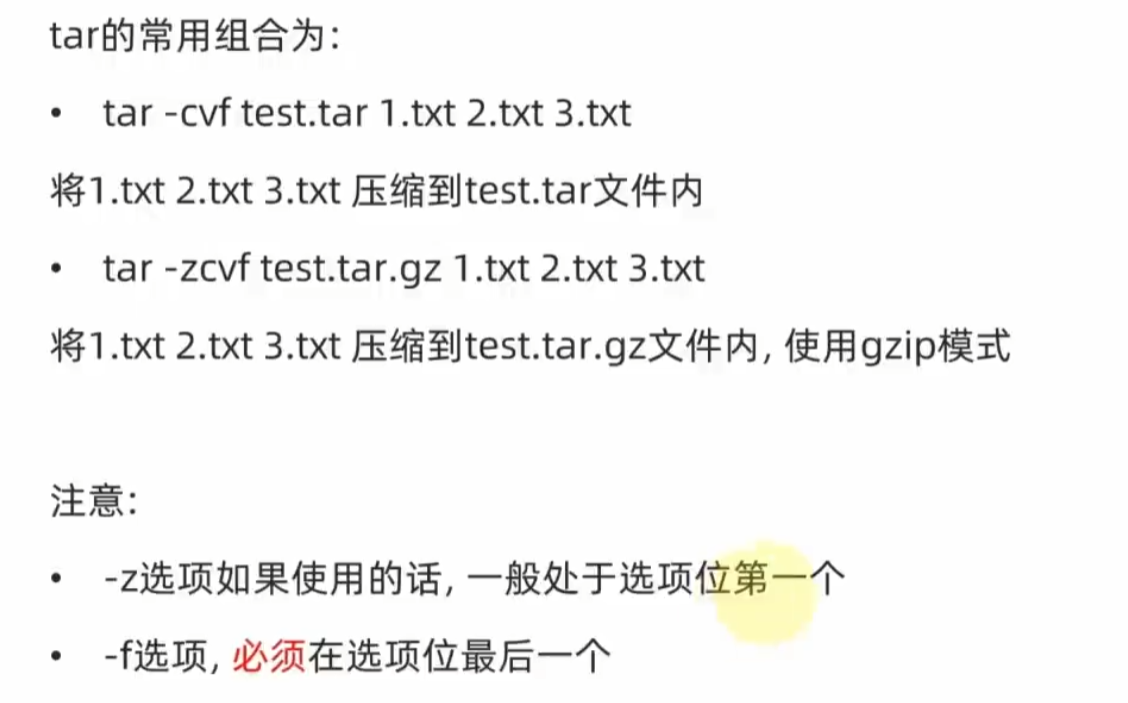 tar的常用组合为:
• tar -cvf test.tar 1.txt 2.txt 3.txt
将1.txt 2.txt 3.txt 压缩到test.tar文件内
• tar -zcvf test.tar.gz 1.txt 2.txt 3.txt
将1.txt 2.txt 3.txt 压缩到test.tar.gz文件内, 使用gzip模式
注意:
• -z选项如果使用的话, 一般处于选项位第一个
• -f选项, 必须在选项位最后一个